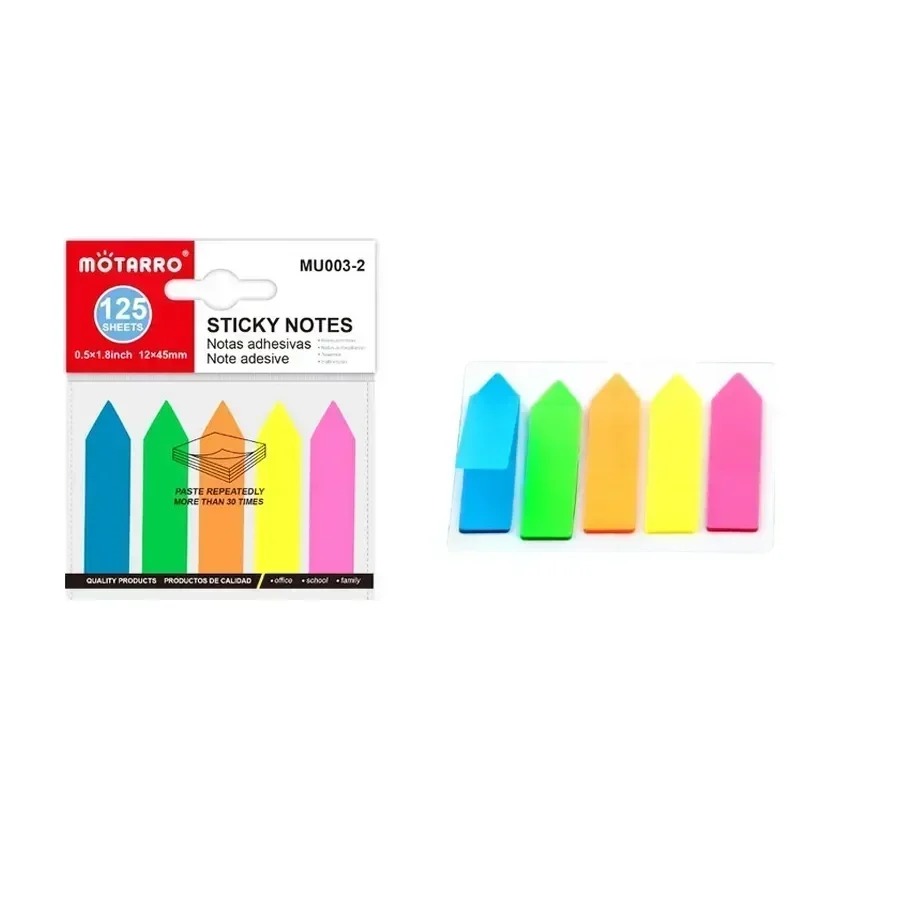 MOTARRO®
MU003-2
125
SHEETS
0.5×1.8inch 12×45mm
STICKY NOTES
Notas adhesivas
Note adesive
PASTE REPEATEDLY
MORE THAN 30 TIMES
QUALITY PRODUCTS PRODUCTOS DE CALIDAD • office • school • family